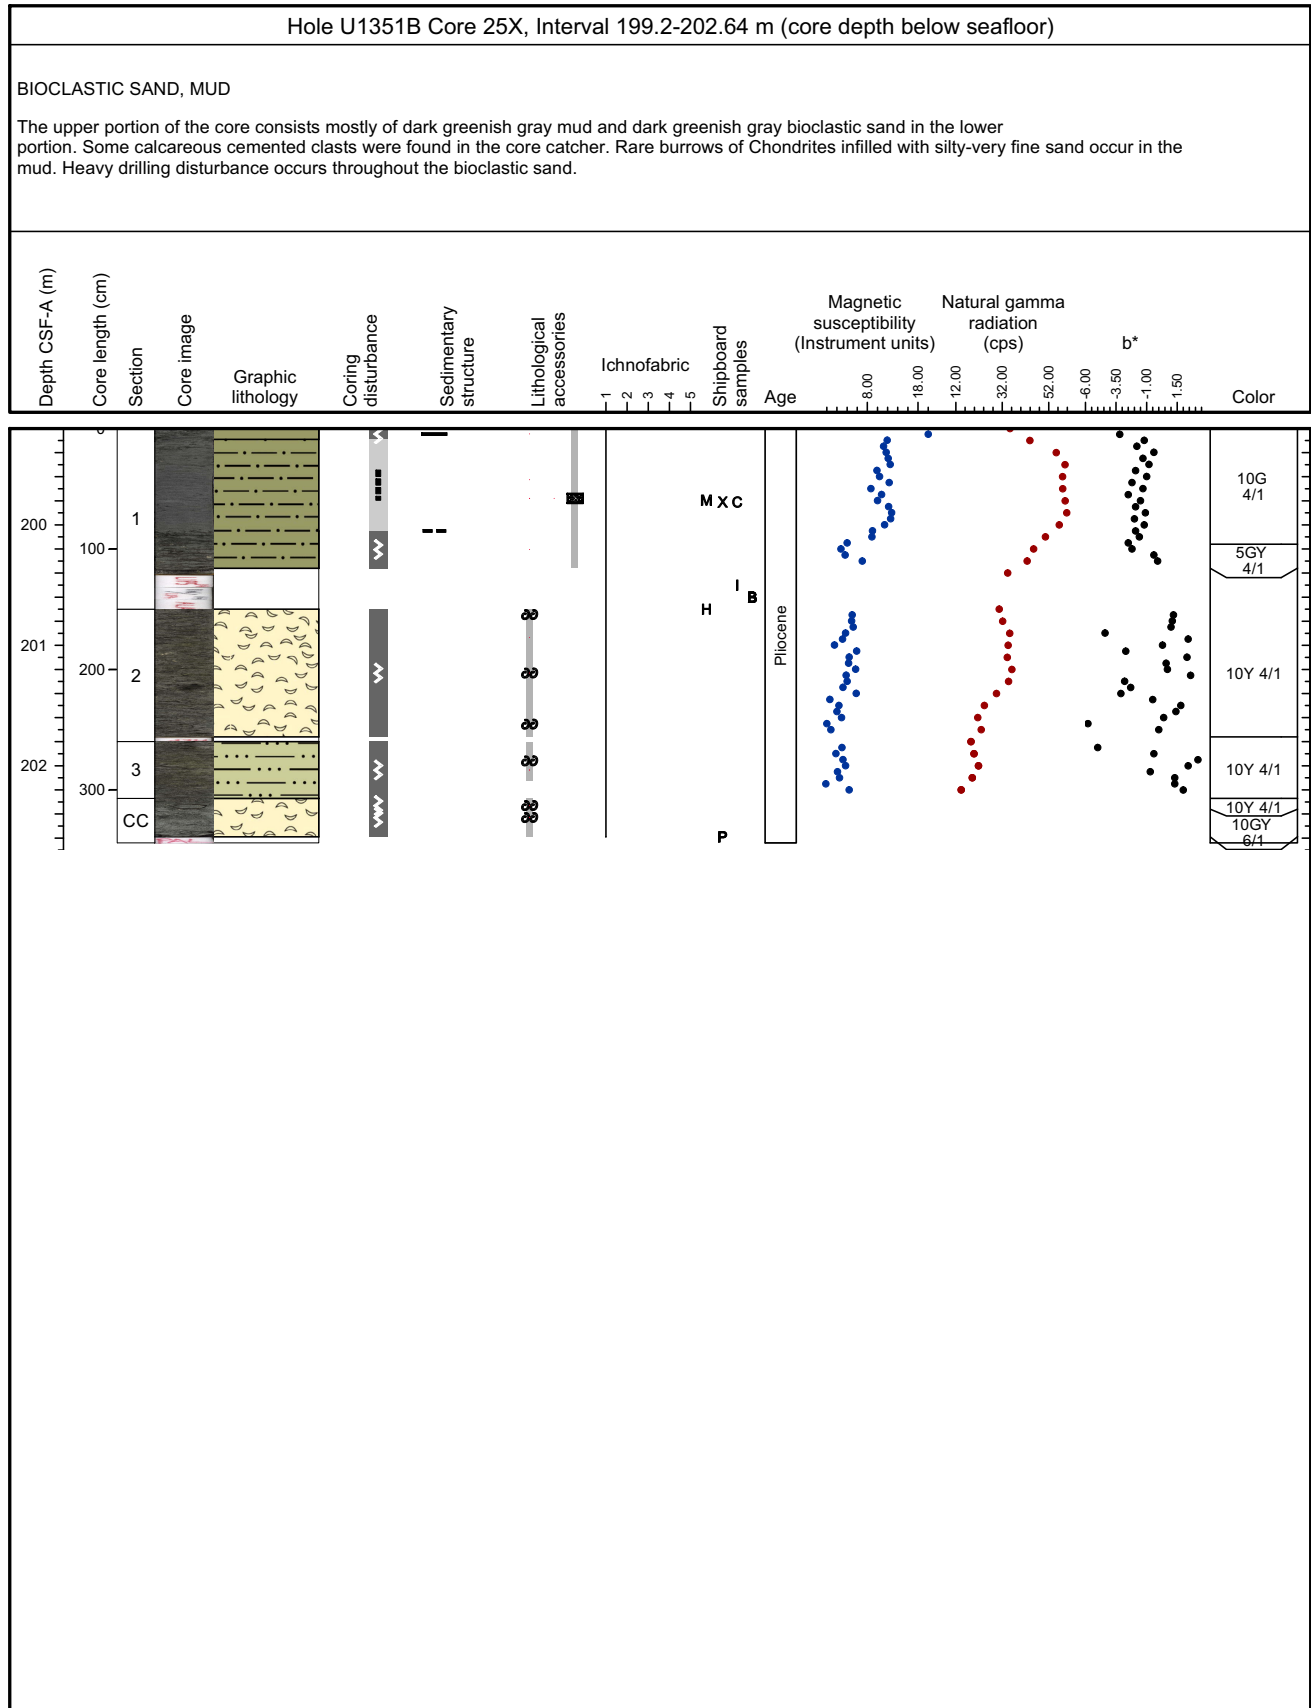 Hole U1351B Core 25X, Interval 199.2-202.64 m (core depth below seafloor)
BIOCLASTIC SAND, MUD
The upper portion of the core consists mostly of dark greenish gray mud and dark greenish gray bioclastic sand in the lower
portion. Some calcareous cemented clasts were found in the core catcher. Rare burrows of Chondrites infilled with silty-very fine sand occur in the
mud. Heavy drilling disturbance occurs throughout the bioclastic sand.
Depth CSF-A (m)
Core length (cm)
Section
Core image
Graphic
lithology
Coring
disturbance
Sedimentary
structure
Lithological
accessories
Ichnofabric
1 2 3 4 5
Shipboard
samples
Age
Magnetic
susceptibility
(Instrument units)
8.00 18.00
Natural gamma
radiation
(cps)
12.00 32.00 52.00
b*
-6.00 -3.50 -1.00 1.50
Color
0
200
100
201
200
202
300
1
2
3
CC
M X C
I
B
H
P
Pliocene
10G
4/1
5GY
4/1
10Y 4/1
10Y 4/1
10Y 4/1
10GY
6/1